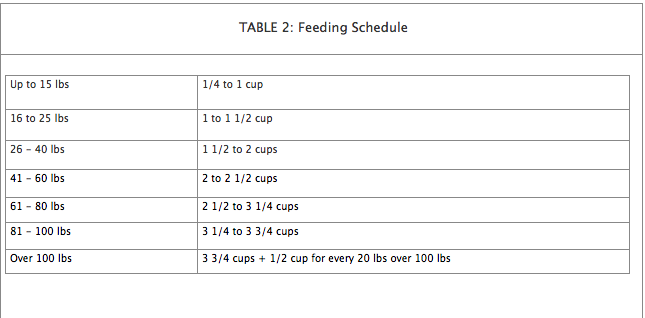 TABLE 2: Feeding Schedule
Up to 15 lbs 1/4 to 1 cup
16 to 25 lbs 1 to 1 1/2 cup
26 – 40 lbs 1 1/2 to 2 cups
41 – 60 lbs 2 to 2 1/2 cups
61 – 80 lbs 2 1/2 to 3 1/4 cups
81 – 100 lbs 3 1/4 to 3 3/4 cups
Over 100 lbs 3 3/4 cups + 1/2 cup for every 20 lbs over 100 lbs